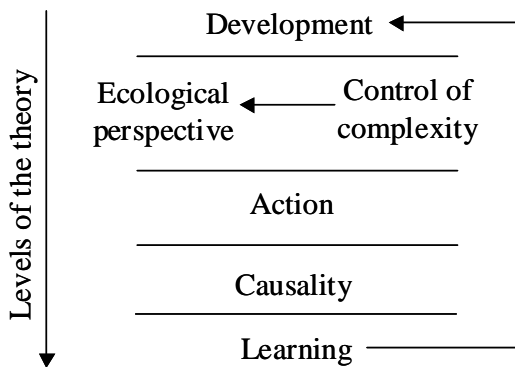 Levels of the theory
Development
Ecological
perspective
Control of
complexity
Action
Causality
Learning